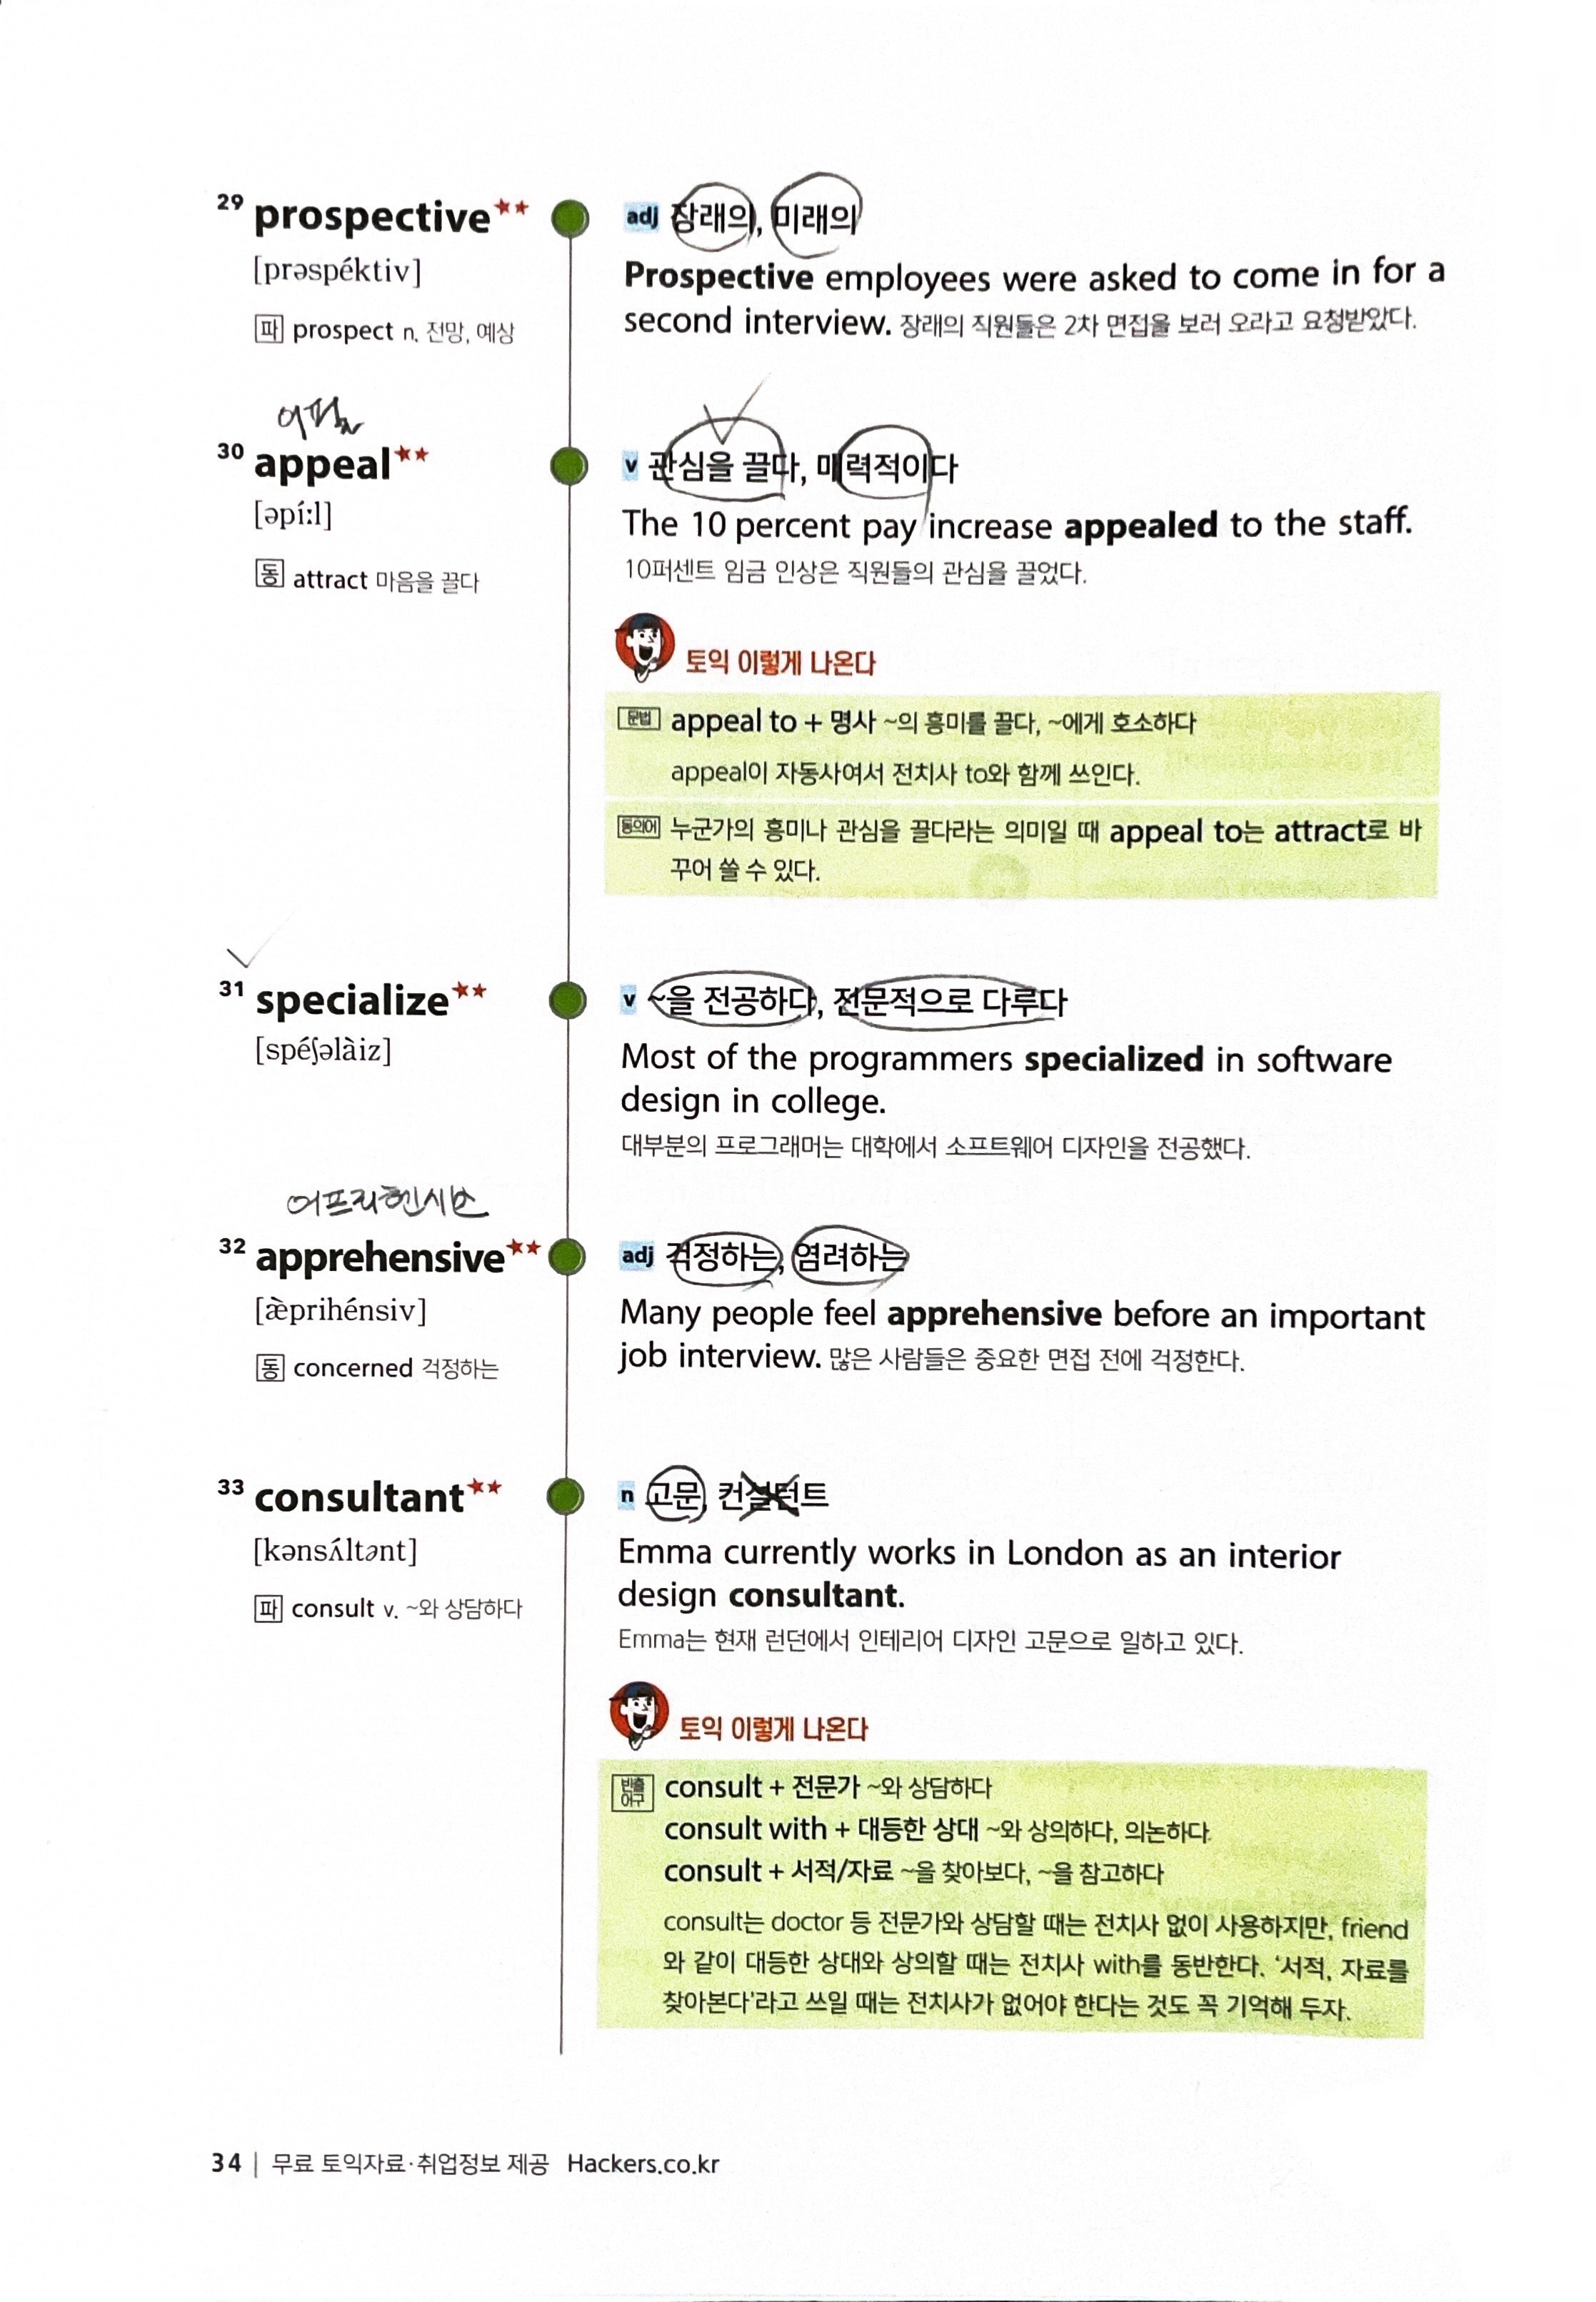 29 prospective★★
[prəspéktiv]
파 prospect n. 전망, 예상
adj 장래의, 미래의
Prospective employees were asked to come in for a
second interview. 장래의 직원들은 2차 면접을 보러 오라고 요청받았다.
어필
30 appeal★★
[əpí:l]
동 attract 마음을 끌다
v 관심을 끌다, 매력적이다
The 10 percent pay increase appealed to the staff.
10퍼센트 임금 인상은 직원들의 관심을 끌었다.
토익 이렇게 나온다
문법 appeal to + 명사 ~의 흥미를 끌다, ~에게 호소하다
appeal이 자동사여서 전치사 to와 함께 쓰인다.
동의어 누군가의 흥미나 관심을 끌다라는 의미일 때 appeal to는 attract로 바
꾸어 쓸 수 있다.
31 specialize★★
[spéʃəlàiz]
v ~을 전공하다, 전문적으로 다루다
Most of the programmers specialized in software
design in college.
대부분의 프로그래머는 대학에서 소프트웨어 디자인을 전공했다.
어프리헨시브
32 apprehensive★★
[æ̀prihénsiv]
동 concerned 걱정하는
adj 걱정하는, 염려하는
Many people feel apprehensive before an important
job interview. 많은 사람들은 중요한 면접 전에 걱정한다.
33 consultant★★
[kənsʌ́ltənt]
파 consult v. ~와 상담하다
n 고문, 컨설턴트
Emma currently works in London as an interior
design consultant.
Emma는 현재 런던에서 인테리어 디자인 고문으로 일하고 있다.
토익 이렇게 나온다
빈출 어구 consult + 전문가 ~와 상담하다
consult with + 대등한 상대 ~와 상의하다, 의논하다
consult + 서적/자료 ~을 찾아보다, ~을 참고하다
consult는 doctor 등 전문가와 상담할 때는 전치사 없이 사용하지만, friend
와 같이 대등한 상대와 상의할 때는 전치사 with를 동반한다. '서적, 자료를
찾아본다'라고 쓰일 때는 전치사가 없어야 한다는 것도 꼭 기억해 두자.
34 | 무료 토익자료·취업정보 제공 Hackers.co.kr